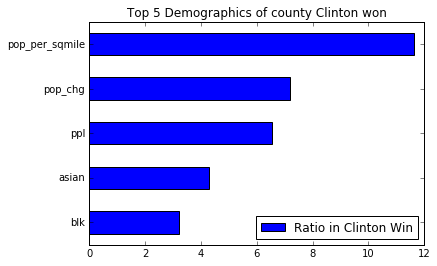 Top 5 Demographics of county Clinton won
pop_per_sqmile
pop_chg
ppl
asian
blk
Ratio in Clinton Win
0 2 4 6 8 10 12